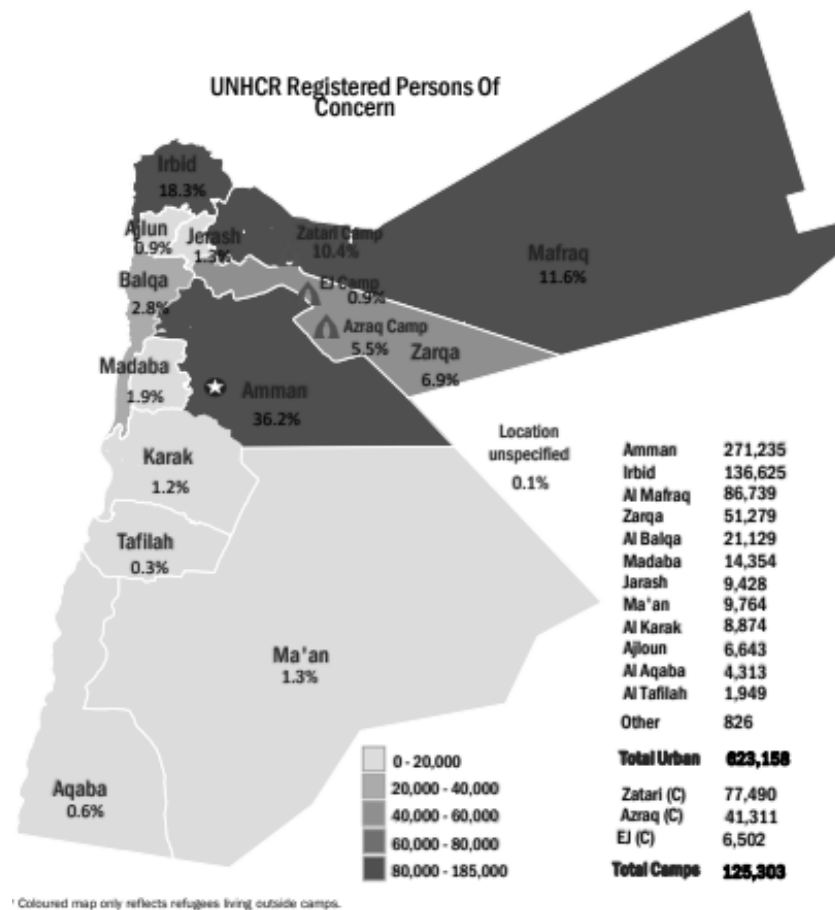 UNHCR Registered Persons Of
Concern
Irbid
18.3%
Ajlun
0.9%
Jerash
1.3%
Zatari Camp
10.4%
Mafraq
11.6%
Balqa
2.8%
EJ Camp
0.9%
Azraq Camp
5.5%
Zarqa
6.9%
Madaba
1.9%
Amman
36.2%
Karak
1.2%
Location
unspecified
0.1%
Tafilah
0.3%
Ma'an
1.3%
Aqaba
0.6%
Amman 271,235
Irbid 136,625
Al Mafraq 86,739
Zarqa 51,279
Al Balqa 21,129
Madaba 14,354
Jarash 9,428
Ma'an 9,764
Al Karak 8,874
Ajloun 6,643
Al Aqaba 4,313
Al Tafilah 1,949
Other 826
Total Urban 623,158
Zatari (C) 77,490
Azraq (C) 41,311
EJ (C) 6,502
Total Camps 125,303
0 - 20,000
20,000 - 40,000
40,000 - 60,000
60,000 - 80,000
80,000 - 185,000
' Coloured map only reflects refugees living outside camps.